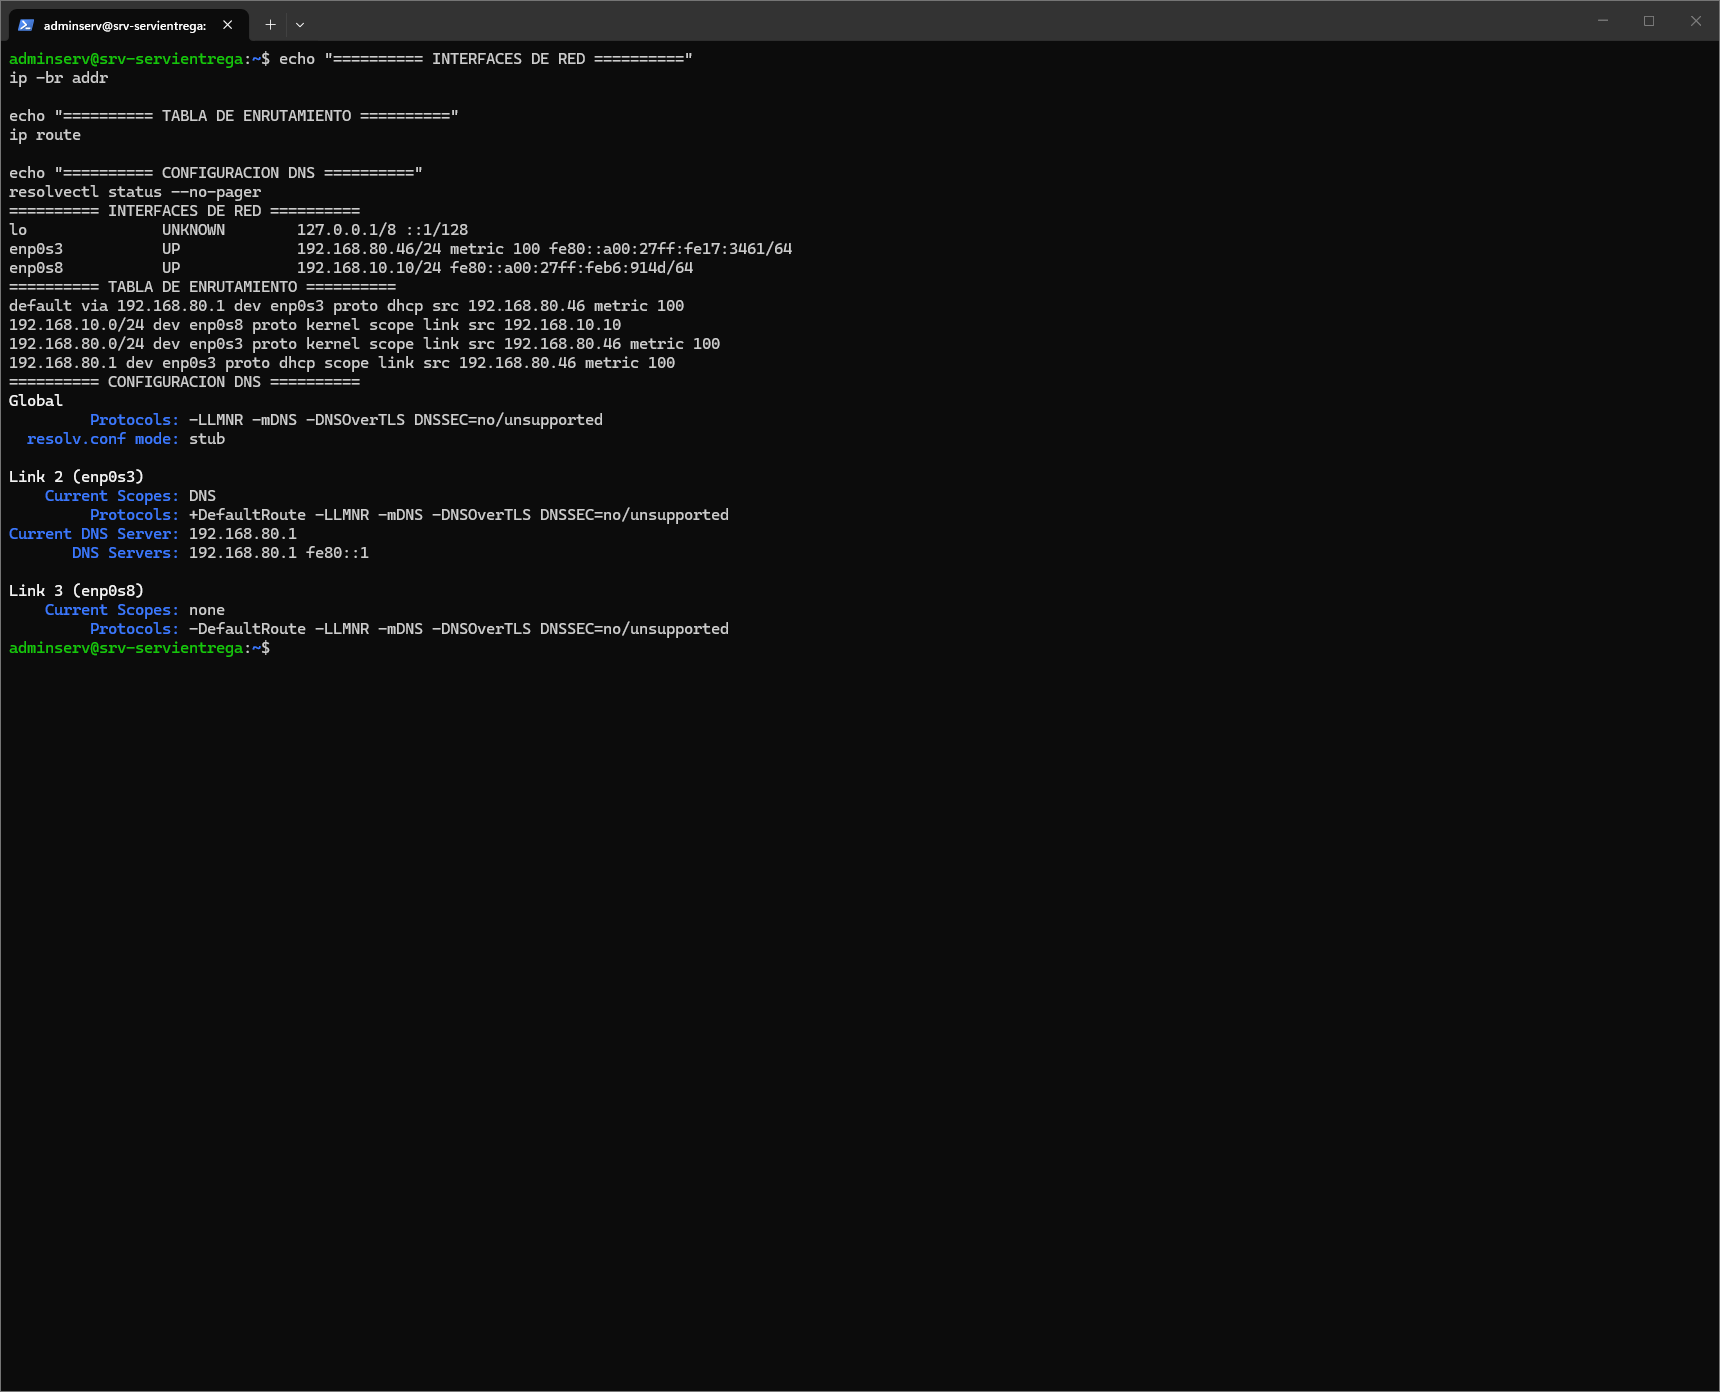 adminserv@srv-servientrega:
adminserv@srv-servientrega:~$ echo "========== INTERFACES DE RED =========="
ip -br addr
echo "========== TABLA DE ENRUTAMIENTO =========="
ip route
echo "========== CONFIGURACION DNS =========="
resolvectl status --no-pager
========== INTERFACES DE RED ==========
lo               UNKNOWN        127.0.0.1/8 ::1/128
enp0s3           UP             192.168.80.46/24 metric 100 fe80::a00:27ff:fe17:3461/64
enp0s8           UP             192.168.10.10/24 fe80::a00:27ff:feb6:914d/64
========== TABLA DE ENRUTAMIENTO ==========
default via 192.168.80.1 dev enp0s3 proto dhcp src 192.168.80.46 metric 100
192.168.10.0/24 dev enp0s8 proto kernel scope link src 192.168.10.10
192.168.80.0/24 dev enp0s3 proto kernel scope link src 192.168.80.46 metric 100
192.168.80.1 dev enp0s3 proto dhcp scope link src 192.168.80.46 metric 100
========== CONFIGURACION DNS ==========
Global
         Protocols: -LLMNR -mDNS -DNSOverTLS DNSSEC=no/unsupported
  resolv.conf mode: stub
Link 2 (enp0s3)
    Current Scopes: DNS
         Protocols: +DefaultRoute -LLMNR -mDNS -DNSOverTLS DNSSEC=no/unsupported
Current DNS Server: 192.168.80.1
       DNS Servers: 192.168.80.1 fe80::1
Link 3 (enp0s8)
    Current Scopes: none
         Protocols: -DefaultRoute -LLMNR -mDNS -DNSOverTLS DNSSEC=no/unsupported
adminserv@srv-servientrega:~$